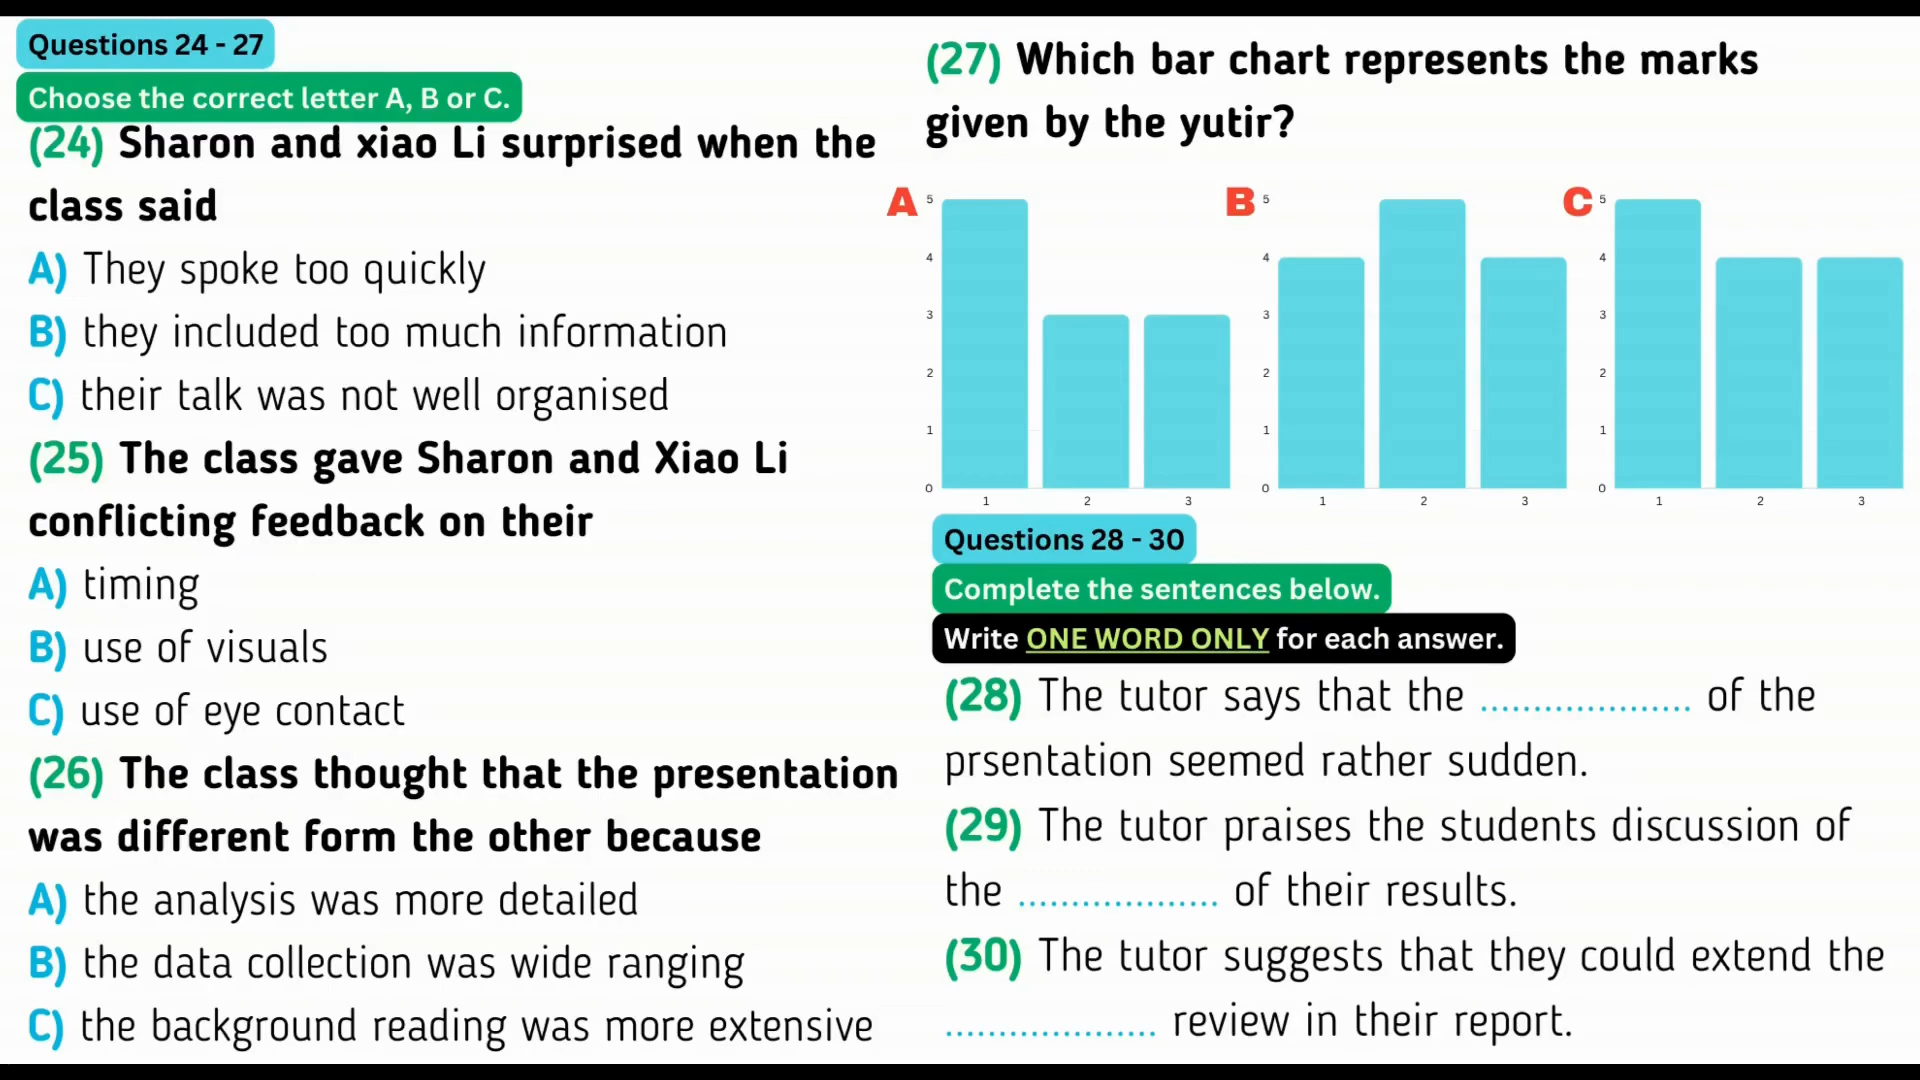 Questions 24 - 27
Choose the correct letter A, B or C.
(24) Sharon and xiao Li surprised when the
class said
A) They spoke too quickly
B) they included too much information
C) their talk was not well organised
(25) The class gave Sharon and Xiao Li
conflicting feedback on their
A) timing
B) use of visuals
C) use of eye contact
(26) The class thought that the presentation
was different form the other because
A) the analysis was more detailed
B) the data collection was wide ranging
C) the background reading was more extensive
(27) Which bar chart represents the marks
given by the yutir?
A
5
4
3
2
1
0
1 2 3
B
5
4
3
2
1
0
1 2 3
C
5
4
3
2
1
0
1 2 3
Questions 28 - 30
Complete the sentences below.
Write ONE WORD ONLY for each answer.
(28) The tutor says that the .................... of the
prsentation seemed rather sudden.
(29) The tutor praises the students discussion of
the ................... of their results.
(30) The tutor suggests that they could extend the
.................... review in their report.